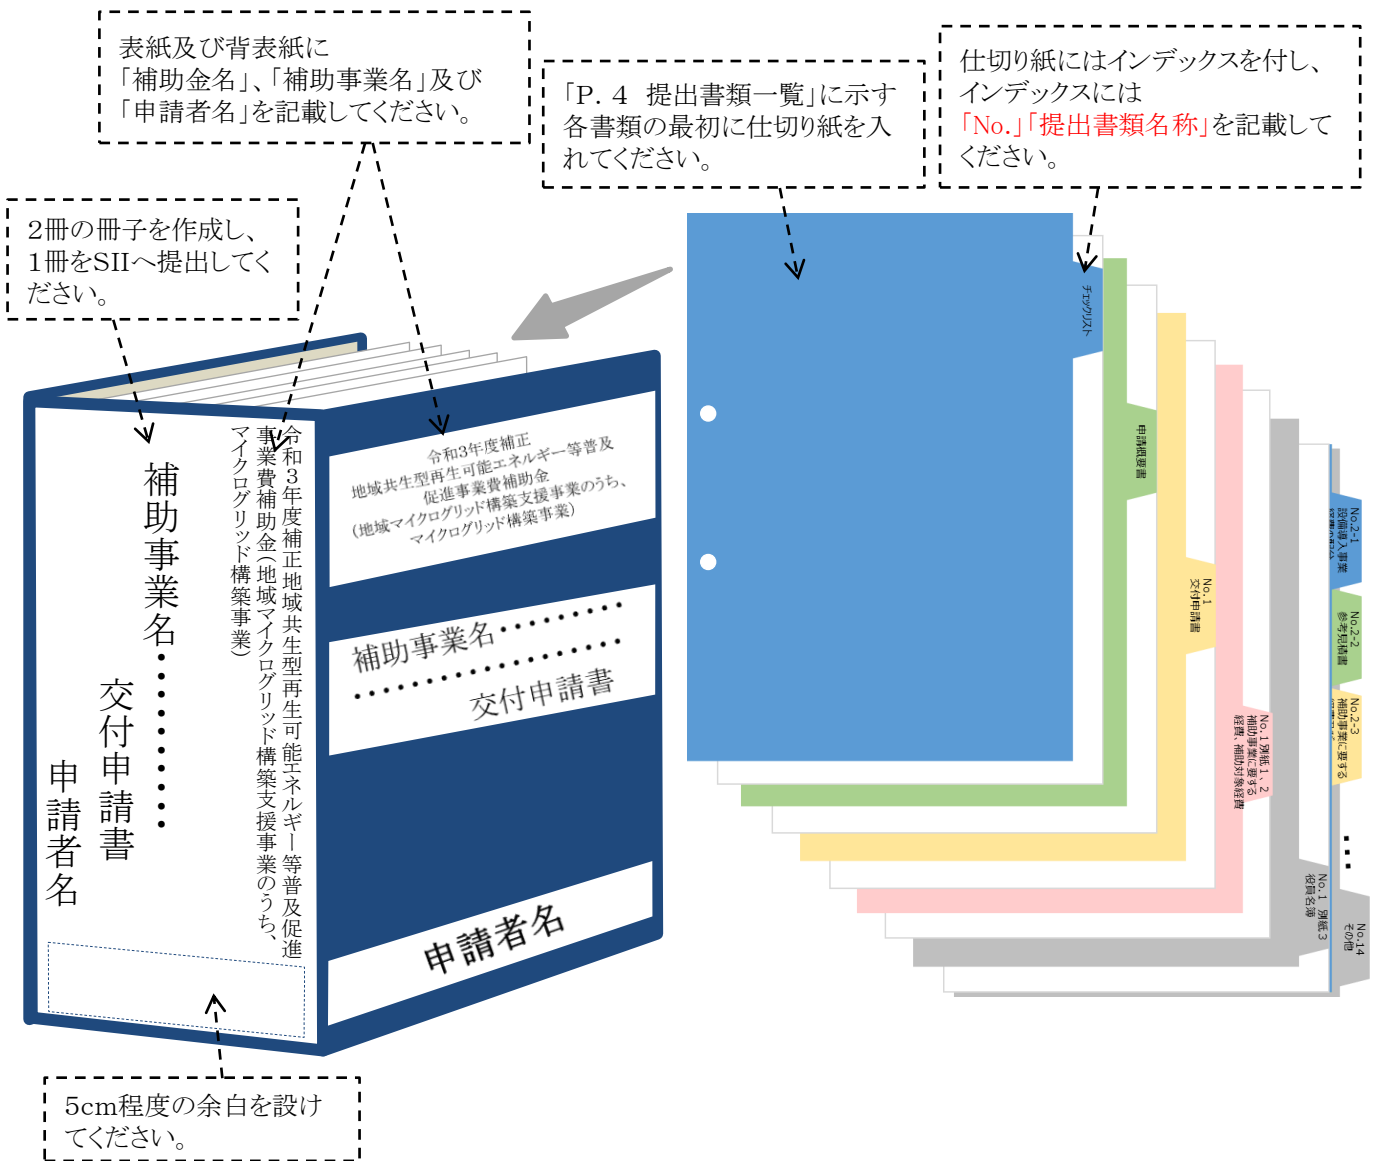 表紙及び背表紙に
「補助金名」、「補助事業名」及び
「申請者名」を記載してください。
「P. 4 提出書類一覧」に示す
各書類の最初に仕切り紙を入
れてください。
仕切り紙にはインデックスを付し、
インデックスには
「No.」「提出書類名称」を記載して
ください。
2冊の冊子を作成し、
1冊をSIIへ提出してく
ださい。
令和3年度補正地域共生型再生可能エネルギー等普及促進
事業費補助金(地域マイクログリッド構築支援事業のうち、
マイクログリッド構築事業)
補助事業名・・・・・・・・・
交付申請書
申請者名
令和3年度補正
地域共生型再生可能エネルギー等普及
促進事業費補助金
(地域マイクログリッド構築支援事業のうち、
マイクログリッド構築事業)
補助事業名・・・・・・・・・
・・・・・・・・・・・・・・・・・・・
交付申請書
申請者名
5cm程度の余白を設け
てください。
チェックリスト
申請概要書
No.1
交付申請書
No.1 別紙1、2
補助事業に要する
経費、補助対象経費
No.1 別紙3
役員名簿
No.2-1
設備導入事業
No.2-2
参考見積書
No.2-3
補助事業に要する
…
No.14
その他